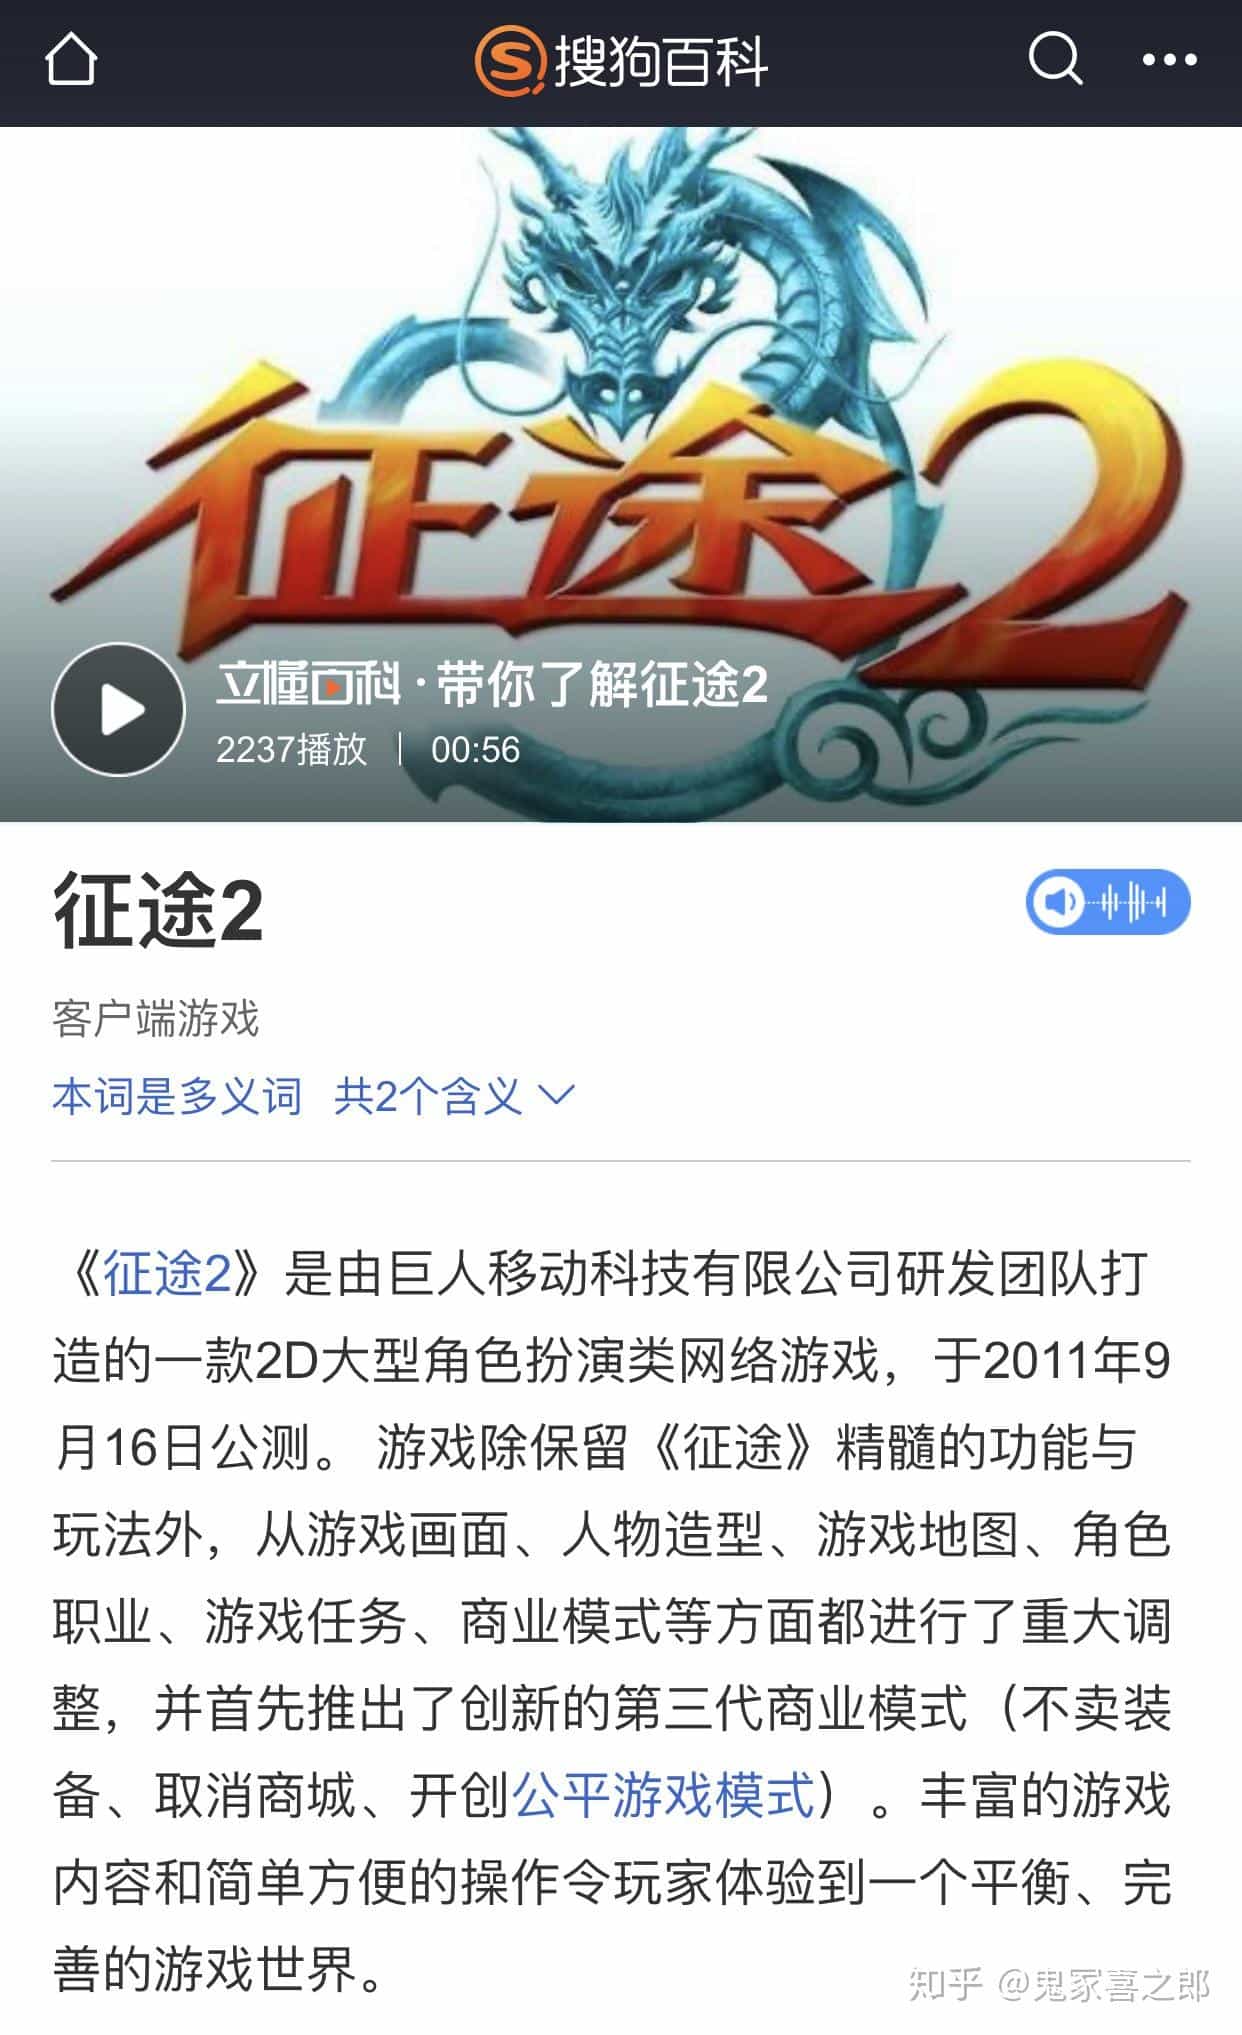 搜狗百科
征途2
立懂百科·带你了解征途2
2237播放 | 00:56
征途2
客户端游戏
本词是多义词 共2个含义
《征途2》是由巨人移动科技有限公司研发团队打
造的一款2D大型角色扮演类网络游戏，于2011年9
月16日公测。 游戏除保留《征途》精髓的功能与
玩法外，从游戏画面、人物造型、游戏地图、角色
职业、游戏任务、商业模式等方面都进行了重大调
整，并首先推出了创新的第三代商业模式（不卖装
备、取消商城、开创公平游戏模式）。丰富的游戏
内容和简单方便的操作令玩家体验到一个平衡、完
善的游戏世界。
知乎 @鬼冢喜之郎